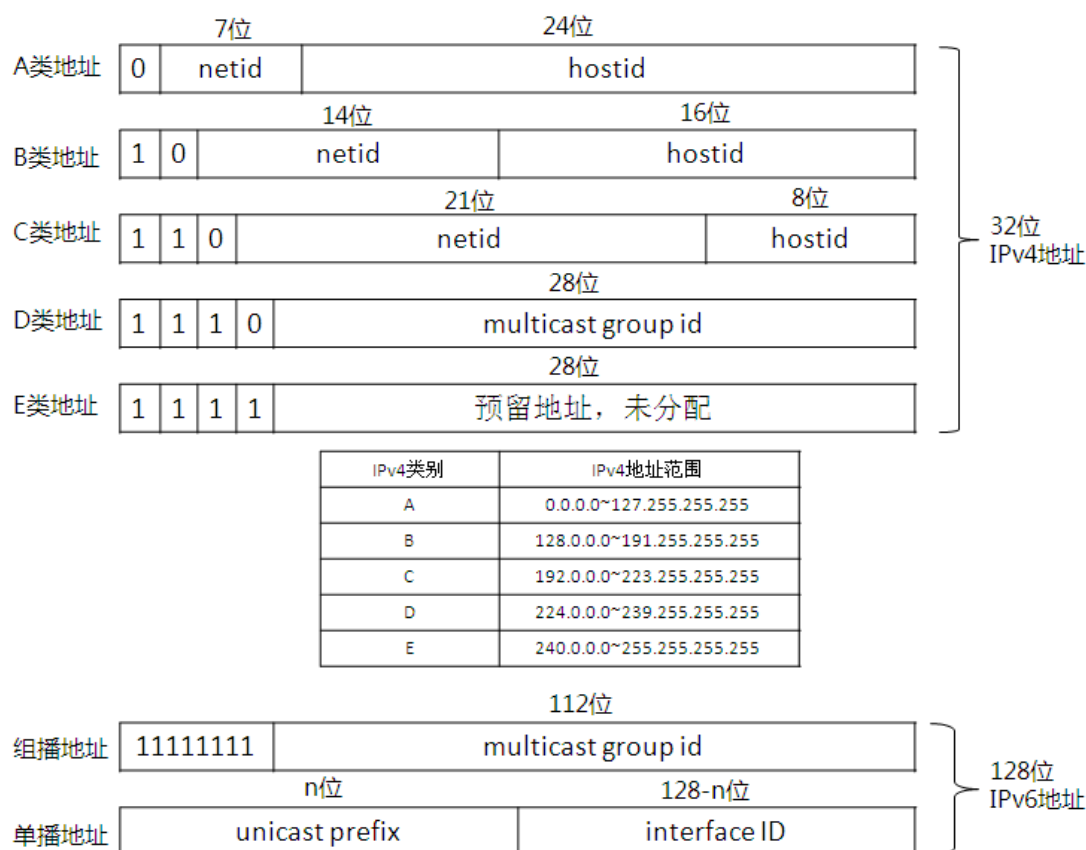 7位 24位
A类地址 0 netid hostid
14位 16位
B类地址 1 0 netid hostid
21位 8位
C类地址 1 1 0 netid hostid
32位
IPv4地址
28位
D类地址 1 1 1 0 multicast group id
28位
E类地址 1 1 1 1 预留地址，未分配
IPv4类别 IPv4地址范围
A 0.0.0.0~127.255.255.255
B 128.0.0.0~191.255.255.255
C 192.0.0.0~223.255.255.255
D 224.0.0.0~239.255.255.255
E 240.0.0.0~255.255.255.255
112位
组播地址 11111111 multicast group id
128位
IPv6地址
n位 128-n位
单播地址 unicast prefix interface ID